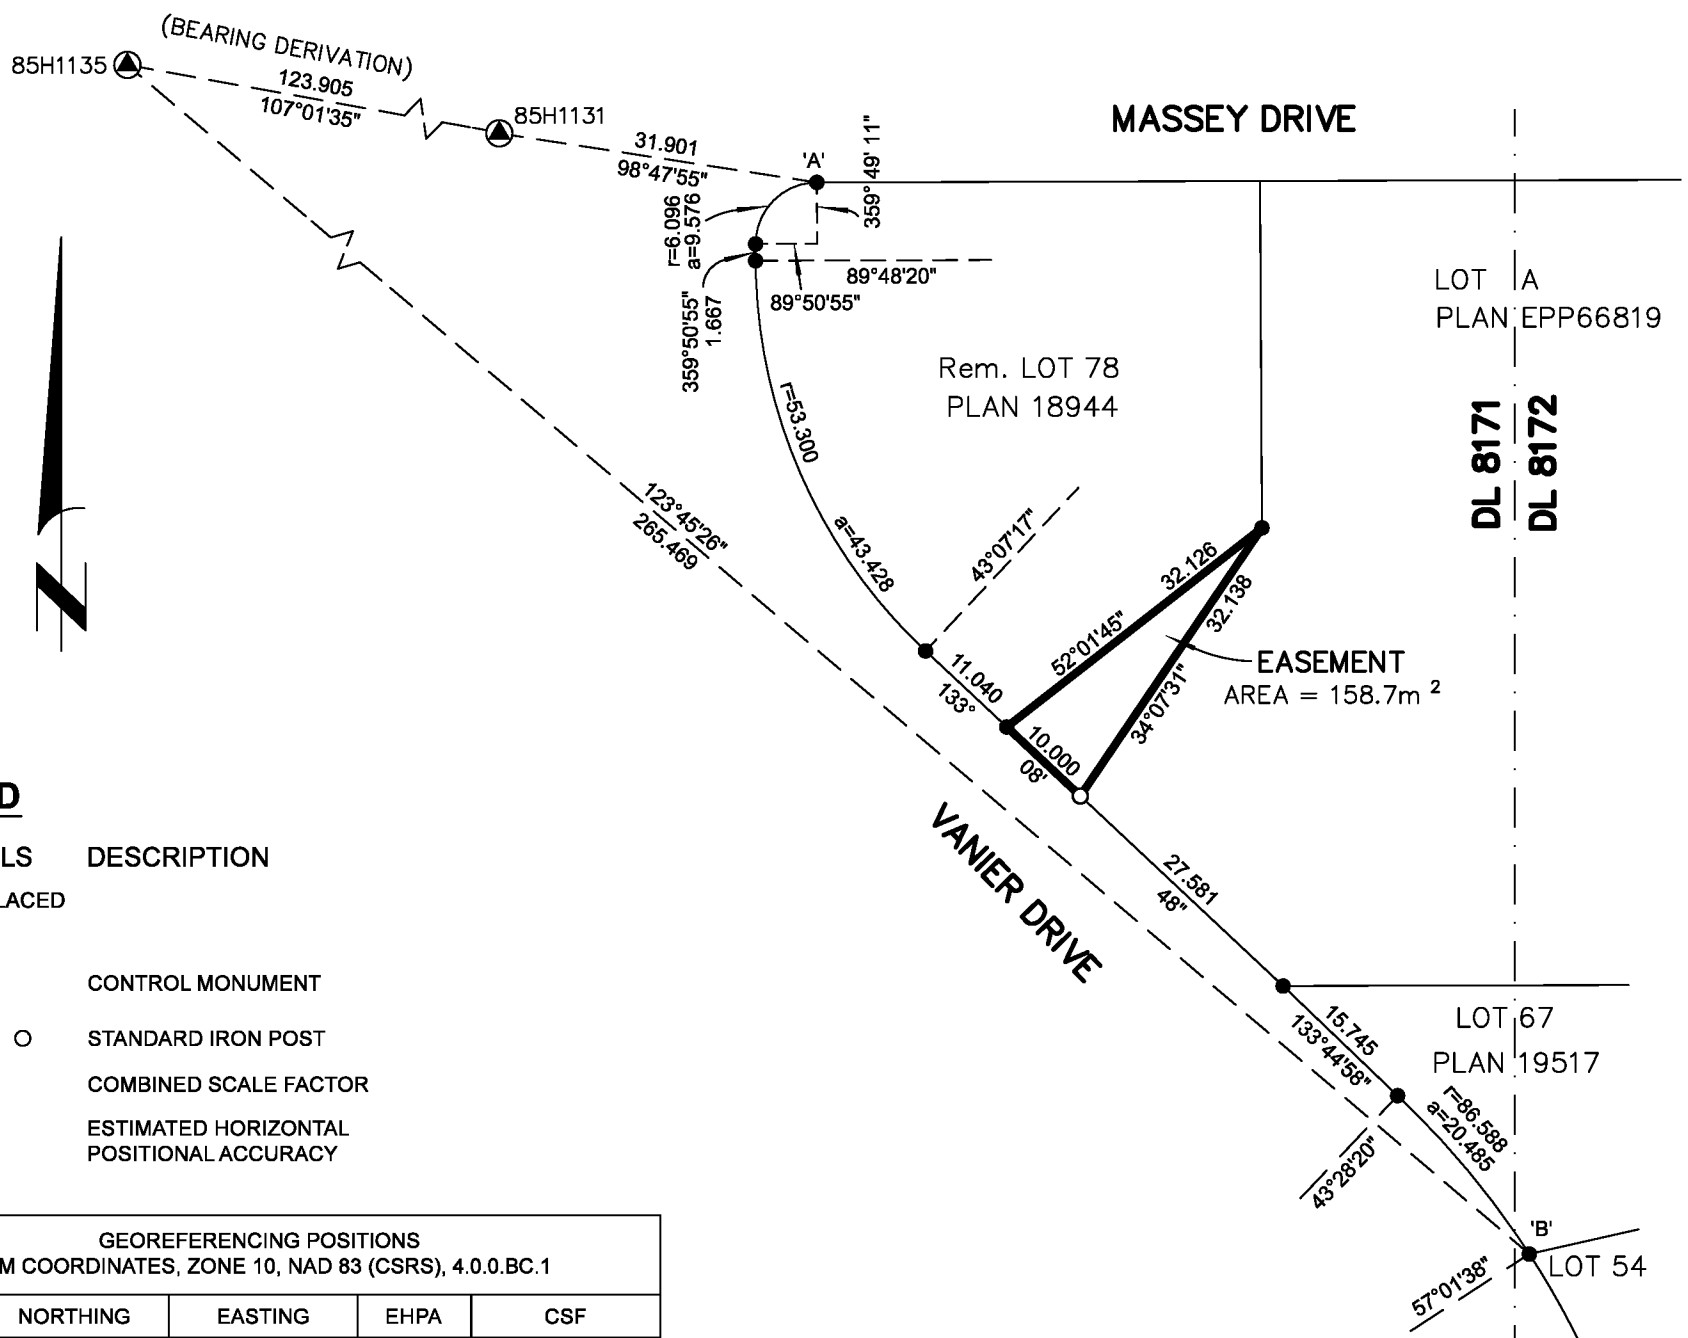 (BEARING DERIVATION)
85H1135
123.905
107°01'35"
85H1131
31.901
98°47'55"
'A'
359°49' 11"
MASSEY DRIVE
r=6.096
a=9.576
89°48'20"
89°50'55"
359°50'55"
1.667
LOT A
PLAN EPP66819
Rem. LOT 78
PLAN 18944
r=53.300
a=43.428
DL 8171
DL 8172
123°45'26"
265.469
43°07'17"
32.126
52°01'45"
32.138
34°07'31"
EASEMENT
AREA = 158.7m 2
11.040
133°
10.000
08'
27.581
48"
VANIER DRIVE
D
LS DESCRIPTION
LACED
CONTROL MONUMENT
STANDARD IRON POST
COMBINED SCALE FACTOR
ESTIMATED HORIZONTAL
POSITIONAL ACCURACY
15.745
133°44'58"
LOT 67
PLAN 19517
r=86.588
a=20.485
43°28'20"
'B'
LOT 54
57°01'38"
GEOREFERENCING POSITIONS
M COORDINATES, ZONE 10, NAD 83 (CSRS), 4.0.0.BC.1
NORTHING EASTING EHPA CSF